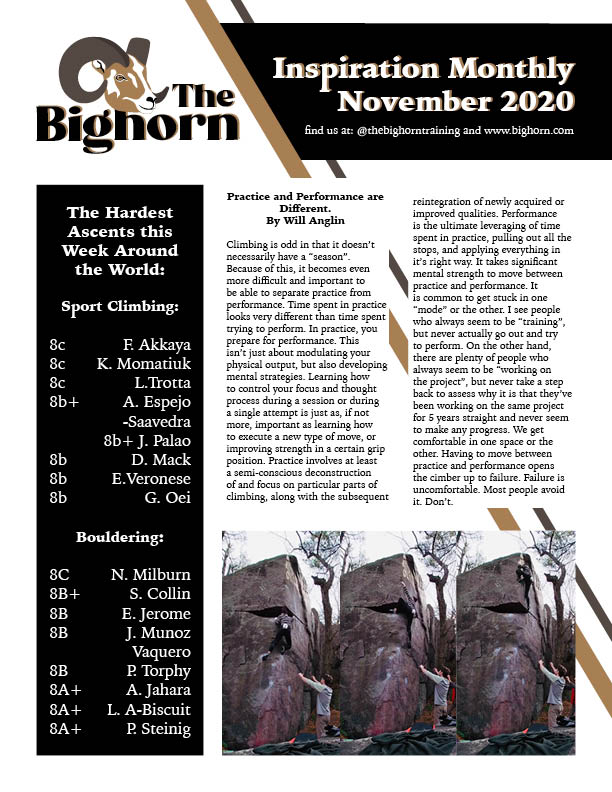 The
Bighorn
Inspiration Monthly
November 2020
find us at: @thebighorntraining and www.bighorn.com
The Hardest
Ascents this
Week Around
the World:
Sport Climbing:
8c F. Akkaya
8c K. Momatiuk
8c L.Trotta
8b+ A. Espejo
-Saavedra
8b+ J. Palao
8b D. Mack
8b E.Veronese
8b G. Oei
Bouldering:
8C N. Milburn
8B+ S. Collin
8B E. Jerome
8B J. Munoz
Vaquero
8B P. Torphy
8A+ A. Jahara
8A+ L. A-Biscuit
8A+ P. Steinig
Practice and Performance are
Different.
By Will Anglin
Climbing is odd in that it doesn't
necessarily have a “season”.
Because of this, it becomes even
more difficult and important to
be able to separate practice from
performance. Time spent in practice
looks very different than time spent
trying to perform. In practice, you
prepare for performance. This
isn't just about modulating your
physical output, but also developing
mental strategies. Learning how
to control your focus and thought
process during a session or during
a single attempt is just as, if not
more, important as learning how
to execute a new type of move, or
improving strength in a certain grip
position. Practice involves at least
a semi-conscious deconstruction
of and focus on particular parts of
climbing, along with the subsequent
reintegration of newly acquired or
improved qualities. Performance
is the ultimate leveraging of time
spent in practice, pulling out all the
stops, and applying everything in
it's right way. It takes significant
mental strength to move between
practice and performance. It
is common to get stuck in one
“mode” or the other. I see people
who always seem to be “training”,
but never actually go out and try
to perform. On the other hand,
there are plenty of people who
always seem to be “working on
the project”, but never take a step
back to assess why it is that they've
been working on the same project
for 5 years straight and never seem
to make any progress. We get
comfortable in one space or the
other. Having to move between
practice and performance opens
the cimber up to failure. Failure is
uncomfortable. Most people avoid
it. Don't.